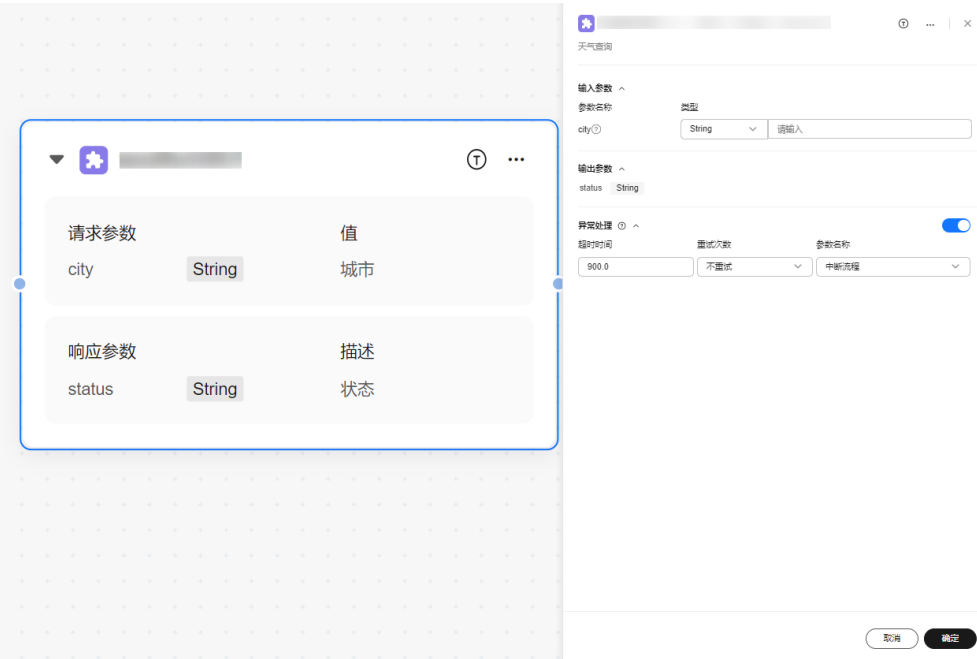 请求参数 值
city String 城市
响应参数 描述
status String 状态
天气查询
输入参数
参数名称 类型
city String 请输入
输出参数
status String
异常处理
超时时间 重试次数 参数名称
900.0 不重试 中断流程
取消 确定